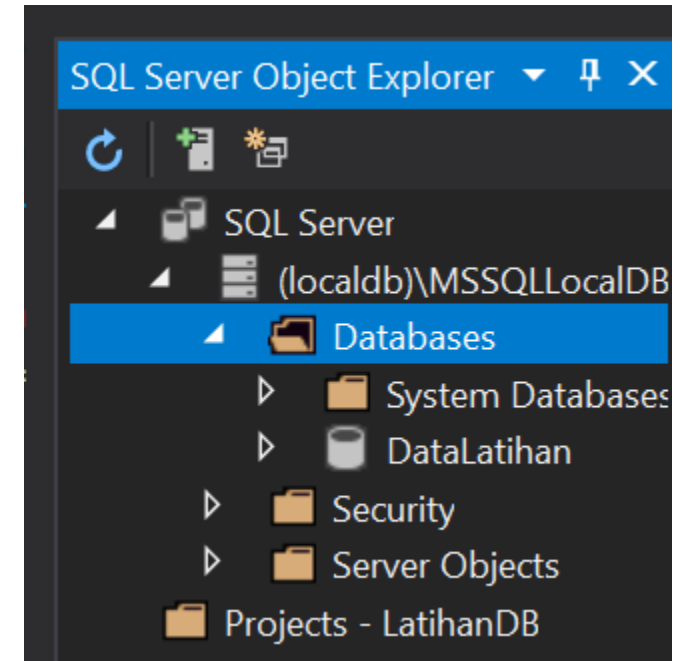 SQL Server Object Explorer
SQL Server
(localdb)\MSSQLLocalDB
Databases
System Databases
DataLatihan
Security
Server Objects
Projects - LatihanDB